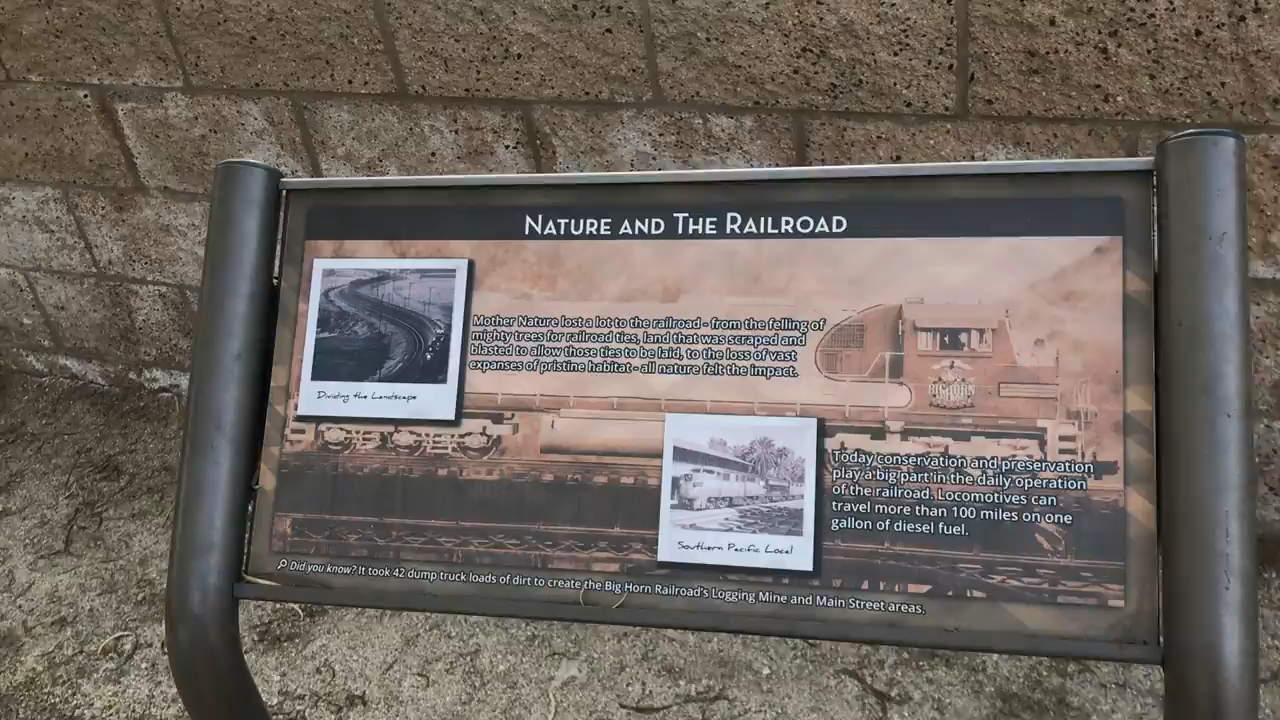 NATURE AND THE RAILROAD
Mother Nature lost a lot to the railroad - from the felling of
mighty trees for railroad ties, land that was scraped and
blasted to allow those ties to be laid, to the loss of vast
expanses of pristine habitat - all nature felt the impact.
Dividing the Landscape
BIG HORN
Today conservation and preservation
play a big part in the daily operation
of the railroad. Locomotives can
travel more than 100 miles on one
gallon of diesel fuel.
Southern Pacific Local
Did you know? It took 42 dump truck loads of dirt to create the Big Horn Railroad's Logging Mine and Main Street areas.